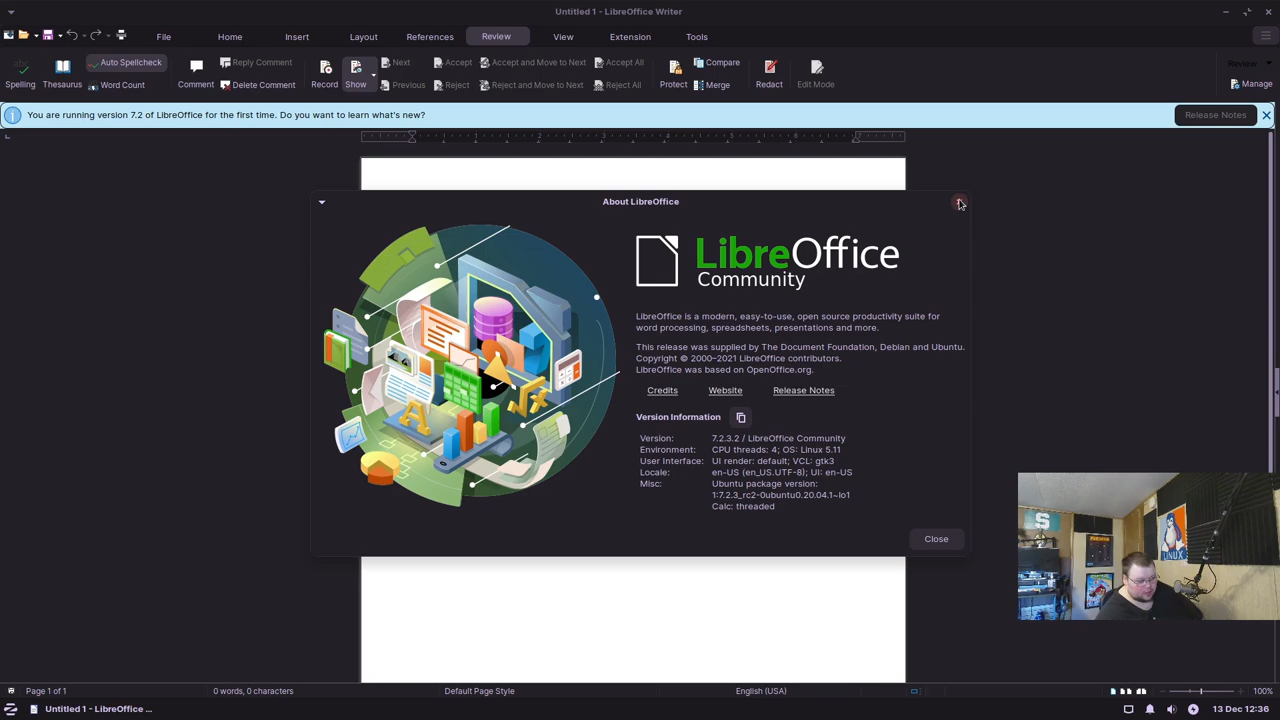 Untitled 1 - LibreOffice Writer
File Home Insert Layout References Review View Extension Tools
Spelling Thesaurus Auto Spellcheck Word Count Comment Reply Comment Delete Comment Record Show Next Previous Accept Reject Accept and Move to Next Reject and Move to Next Accept All Reject All Protect Compare Merge Redact Edit Mode Review Manage
You are running version 7.2 of LibreOffice for the first time. Do you want to learn what's new? Release Notes
1 2 3 4 5 6
About LibreOffice
LibreOffice
Community
LibreOffice is a modern, easy-to-use, open source productivity suite for
word processing, spreadsheets, presentations and more.
This release was supplied by The Document Foundation, Debian and Ubuntu.
Copyright © 2000–2021 LibreOffice contributors.
LibreOffice was based on OpenOffice.org.
Credits Website Release Notes
Version Information
Version: 7.2.3.2 / LibreOffice Community
Environment: CPU threads: 4; OS: Linux 5.11
User Interface: UI render: default; VCL: gtk3
Locale: en-US (en_US.UTF-8); UI: en-US
Misc: Ubuntu package version:
1:7.2.3_rc2-0ubuntu0.20.04.1~lo1
Calc: threaded
Close
LINUX
Page 1 of 1 0 words, 0 characters Default Page Style English (USA) 100%
Untitled 1 - LibreOffice ... 13 Dec 12:36